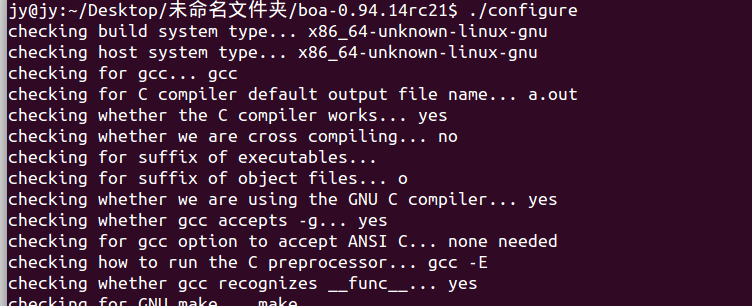 jy@jy:~/Desktop/未命名文件夹/boa-0.94.14rc21$ ./configure
checking build system type... x86_64-unknown-linux-gnu
checking host system type... x86_64-unknown-linux-gnu
checking for gcc... gcc
checking for C compiler default output file name... a.out
checking whether the C compiler works... yes
checking whether we are cross compiling... no
checking for suffix of executables...
checking for suffix of object files... o
checking whether we are using the GNU C compiler... yes
checking whether gcc accepts -g... yes
checking for gcc option to accept ANSI C... none needed
checking how to run the C preprocessor... gcc -E
checking whether gcc recognizes __func__... yes
checking for GNU make... make